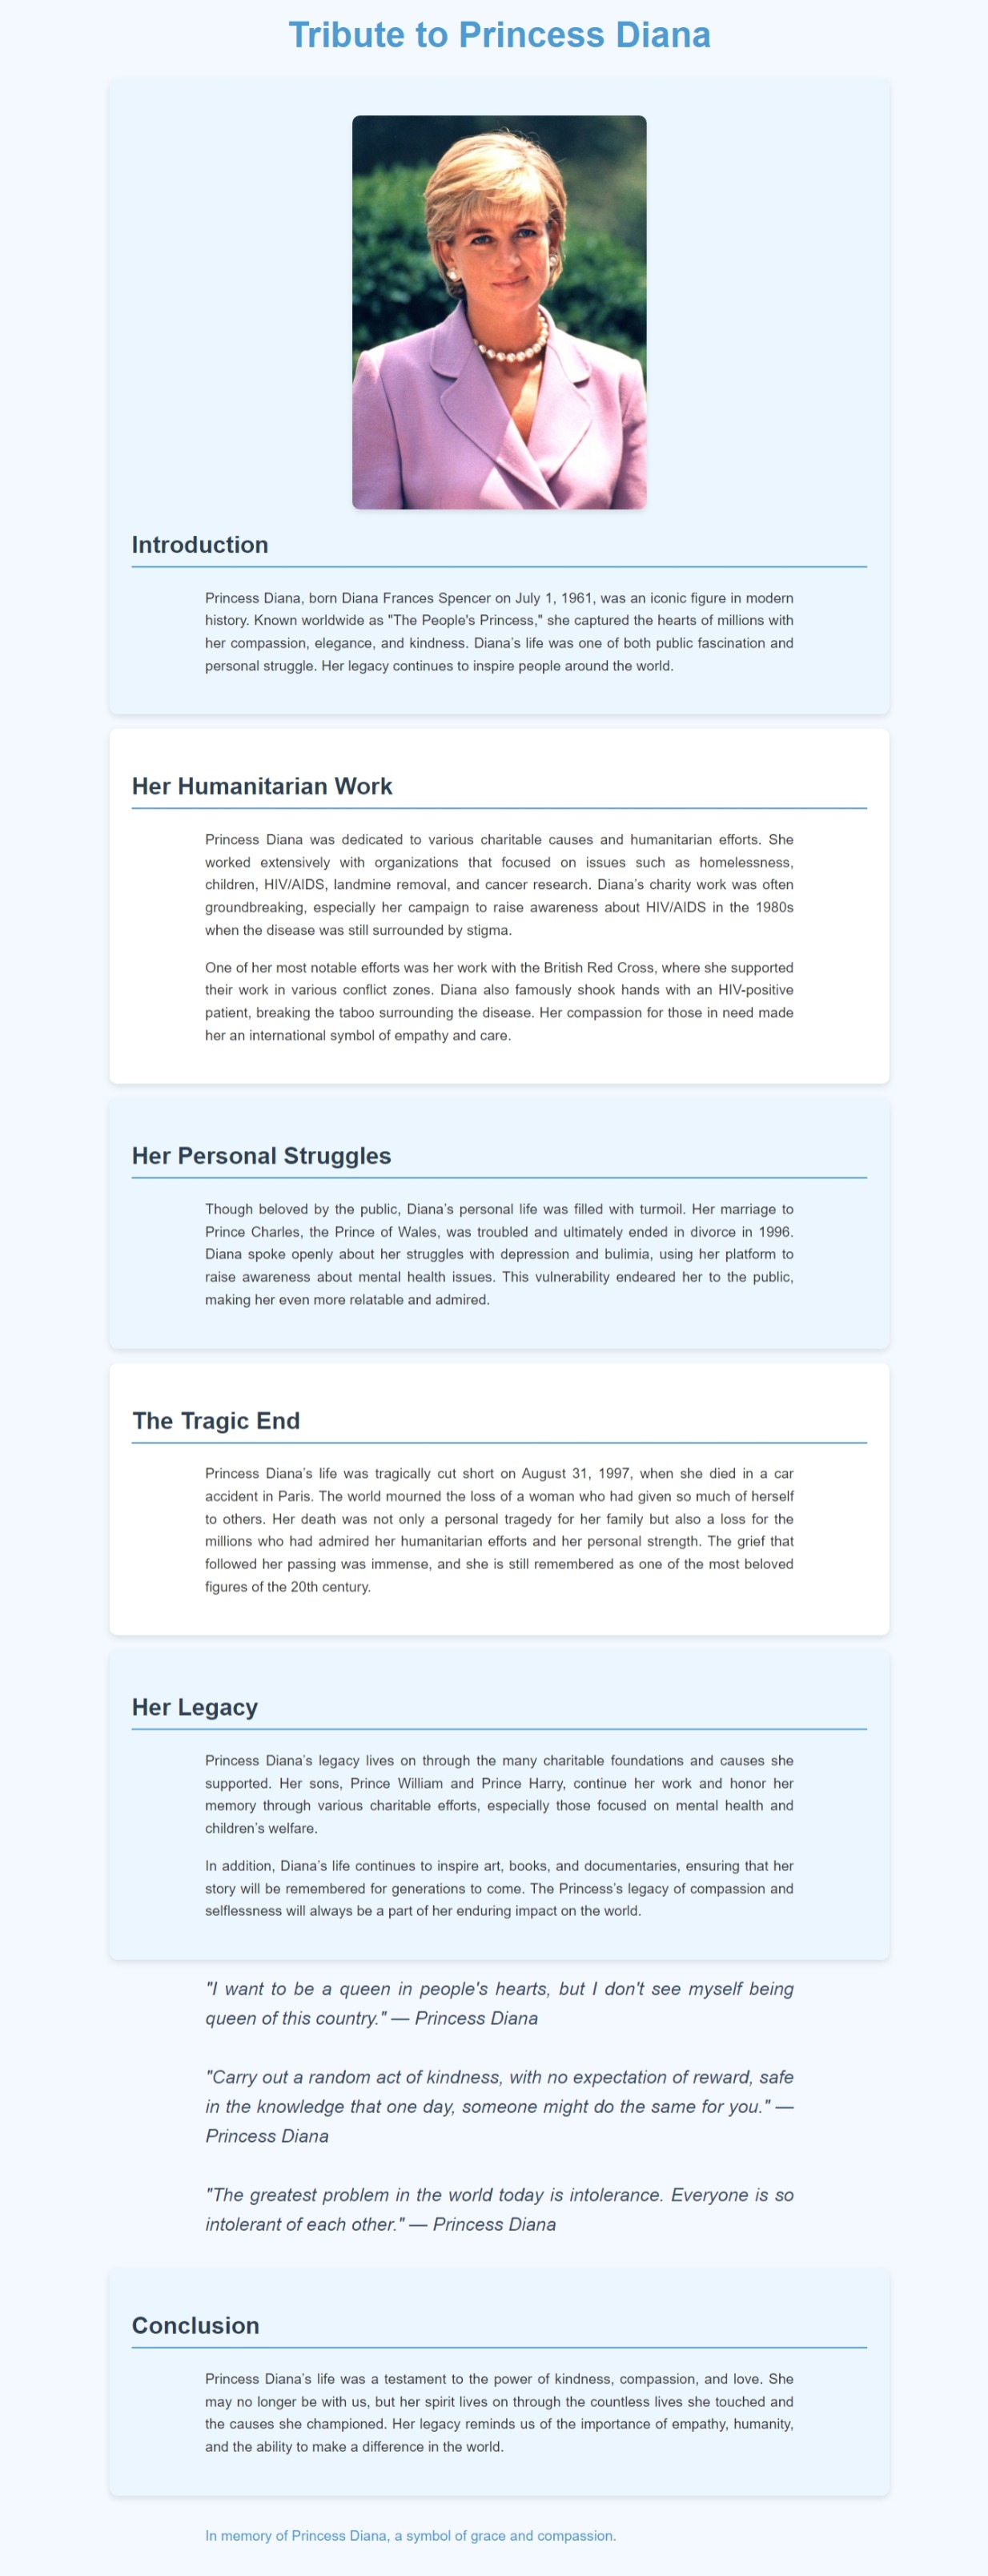 Tribute to Princess Diana
Introduction
Princess Diana, born Diana Frances Spencer on July 1, 1961, was an iconic figure in modern
history. Known worldwide as "The People's Princess," she captured the hearts of millions with
her compassion, elegance, and kindness. Diana’s life was one of both public fascination and
personal struggle. Her legacy continues to inspire people around the world.
Her Humanitarian Work
Princess Diana was dedicated to various charitable causes and humanitarian efforts. She
worked extensively with organizations that focused on issues such as homelessness,
children, HIV/AIDS, landmine removal, and cancer research. Diana’s charity work was often
groundbreaking, especially her campaign to raise awareness about HIV/AIDS in the 1980s
when the disease was still surrounded by stigma.
One of her most notable efforts was her work with the British Red Cross, where she supported
their work in various conflict zones. Diana also famously shook hands with an HIV-positive
patient, breaking the taboo surrounding the disease. Her compassion for those in need made
her an international symbol of empathy and care.
Her Personal Struggles
Though beloved by the public, Diana’s personal life was filled with turmoil. Her marriage to
Prince Charles, the Prince of Wales, was troubled and ultimately ended in divorce in 1996.
Diana spoke openly about her struggles with depression and bulimia, using her platform to
raise awareness about mental health issues. This vulnerability endeared her to the public,
making her even more relatable and admired.
The Tragic End
Princess Diana’s life was tragically cut short on August 31, 1997, when she died in a car
accident in Paris. The world mourned the loss of a woman who had given so much of herself
to others. Her death was not only a personal tragedy for her family but also a loss for the
millions who had admired her humanitarian efforts and her personal strength. The grief that
followed her passing was immense, and she is still remembered as one of the most beloved
figures of the 20th century.
Her Legacy
Princess Diana’s legacy lives on through the many charitable foundations and causes she
supported. Her sons, Prince William and Prince Harry, continue her work and honor her
memory through various charitable efforts, especially those focused on mental health and
children’s welfare.
In addition, Diana’s life continues to inspire art, books, and documentaries, ensuring that her
story will be remembered for generations to come. The Princess’s legacy of compassion and
selflessness will always be a part of her enduring impact on the world.
"I want to be a queen in people's hearts, but I don't see myself being
queen of this country." — Princess Diana
"Carry out a random act of kindness, with no expectation of reward, safe
in the knowledge that one day, someone might do the same for you." —
Princess Diana
"The greatest problem in the world today is intolerance. Everyone is so
intolerant of each other." — Princess Diana
Conclusion
Princess Diana’s life was a testament to the power of kindness, compassion, and love. She
may no longer be with us, but her spirit lives on through the countless lives she touched and
the causes she championed. Her legacy reminds us of the importance of empathy, humanity,
and the ability to make a difference in the world.
In memory of Princess Diana, a symbol of grace and compassion.